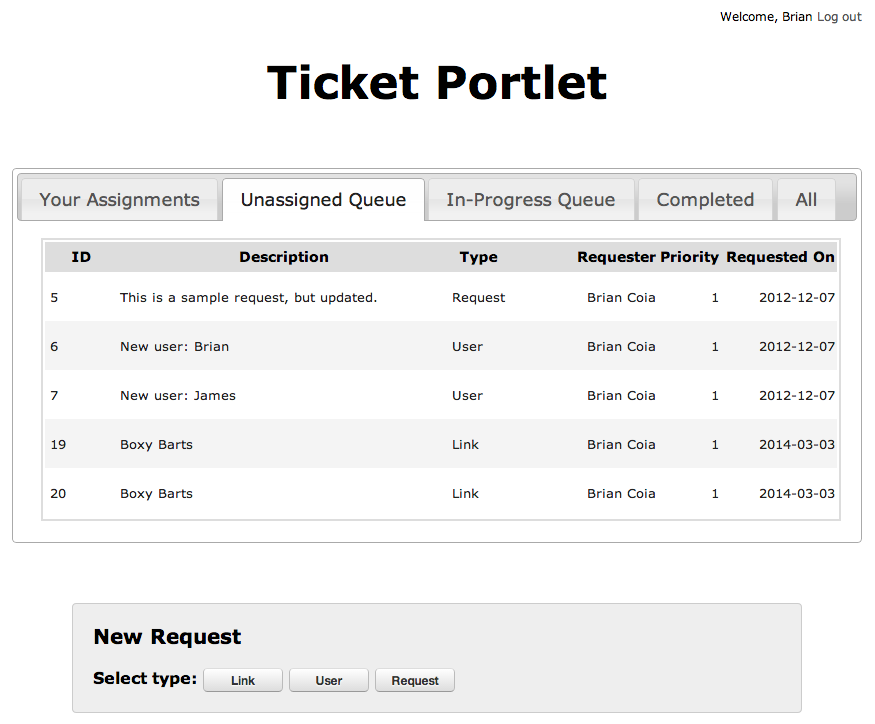 Welcome, Brian Log out
Ticket Portlet
Your Assignments Unassigned Queue In-Progress Queue Completed All
ID Description Type Requester Priority Requested On
5 This is a sample request, but updated. Request Brian Coia 1 2012-12-07
6 New user: Brian User Brian Coia 1 2012-12-07
7 New user: James User Brian Coia 1 2012-12-07
19 Boxy Barts Link Brian Coia 1 2014-03-03
20 Boxy Barts Link Brian Coia 1 2014-03-03
New Request
Select type: Link User Request